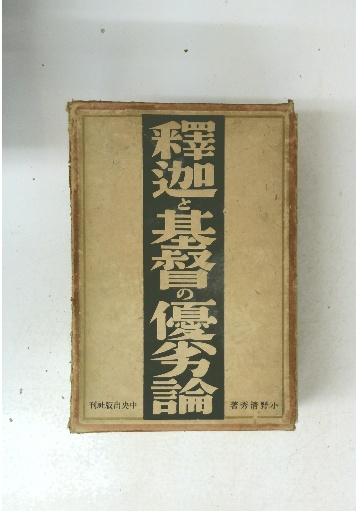 釋迦と基督の優劣論
小野清秀著
中央出版社刊